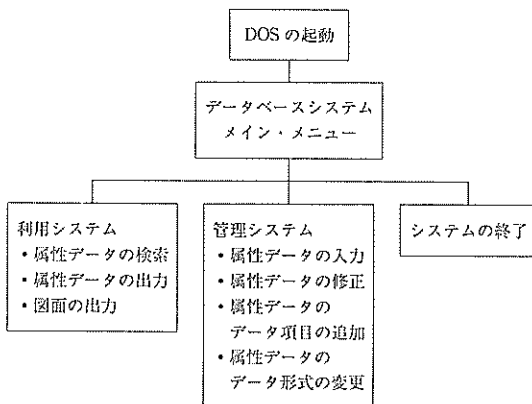 DOS の起動
データベースシステム
メイン・メニュー
利用システム
・属性データの検索
・属性データの出力
・図面の出力
管理システム
・属性データの入力
・属性データの修正
・属性データの
データ項目の追加
・属性データの
データ形式の変更
システムの終了